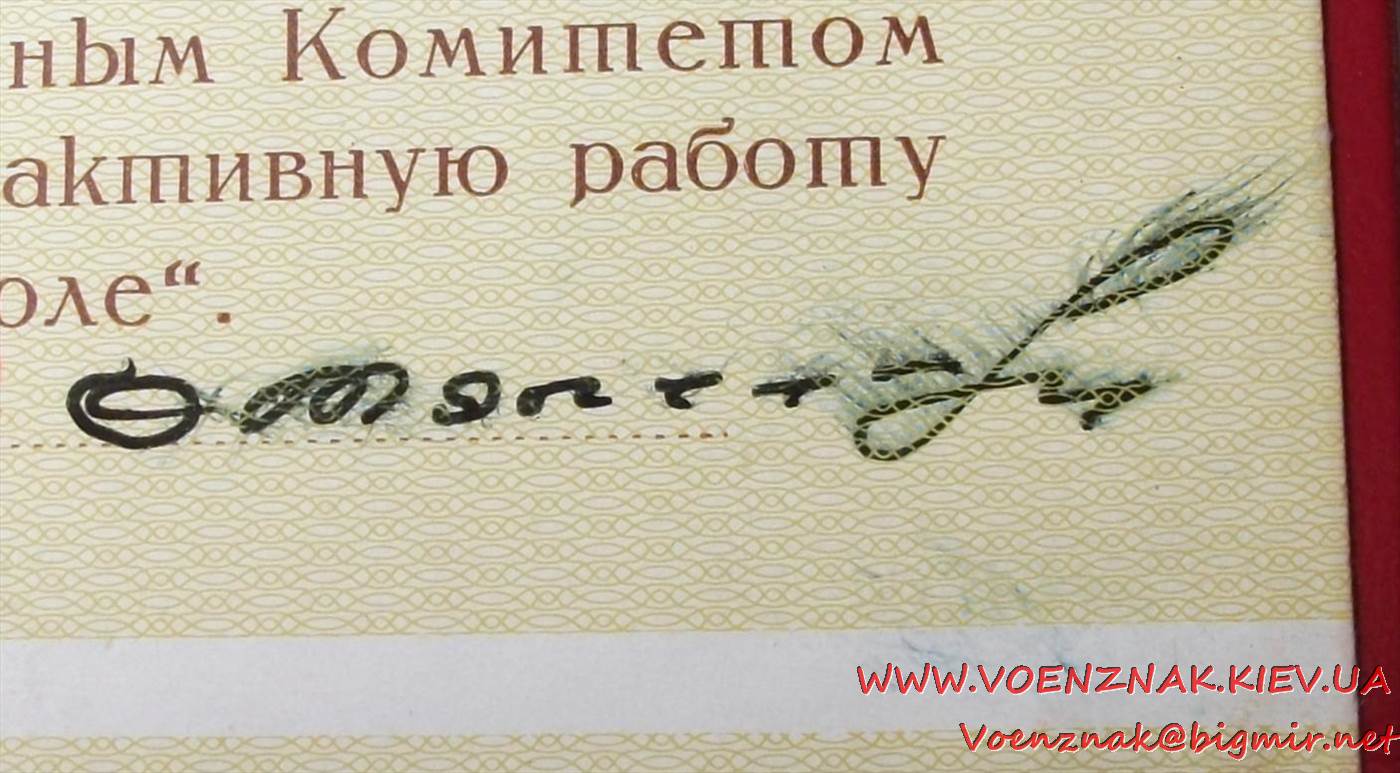 ным Комитетом
активную работу
оле“.
WWW.VOENZNAK.KIEV.UA
Voenznak@bigmir.net